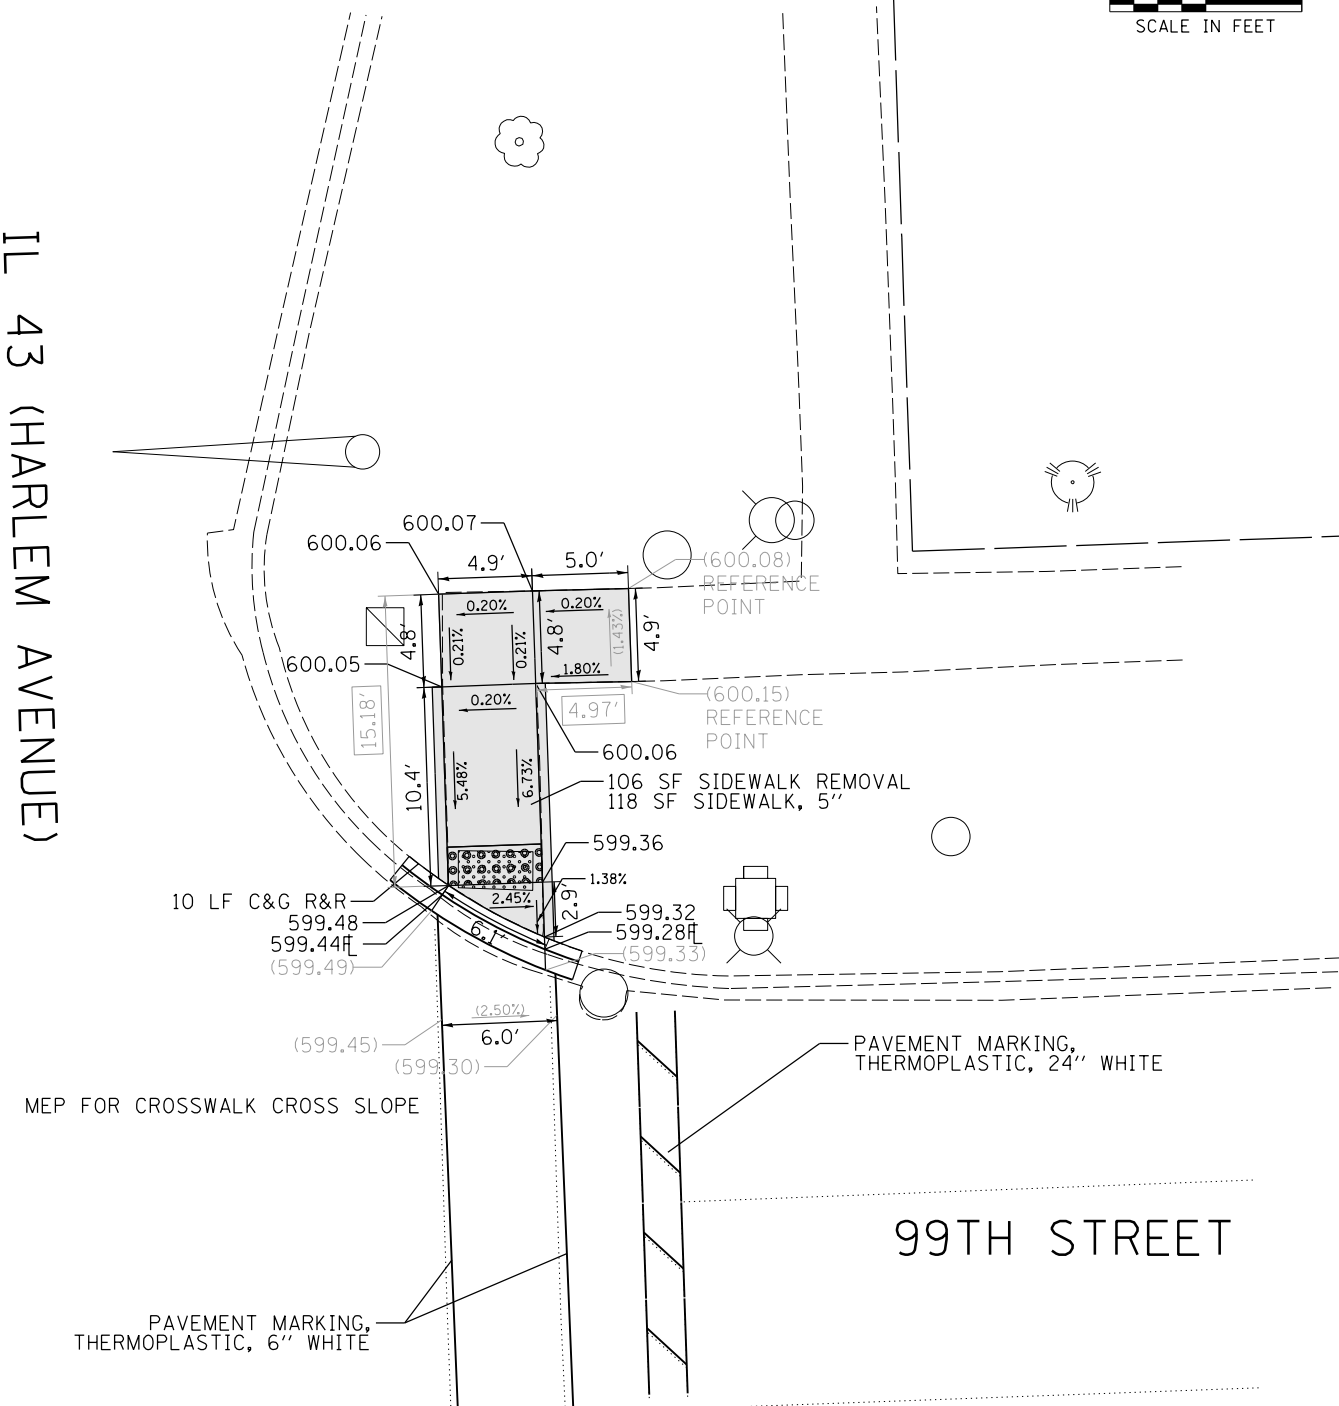 SCALE IN FEET
IL 43 (HARLEM AVENUE)
600.07
600.06
4.9'
5.0'
(600.08)
REFERENCE
POINT
0.20%
0.20%
4.8'
0.21%
0.21%
4.8'
(1.43%)
4.9'
600.05
1.80%
0.20%
(600.15)
REFERENCE
POINT
15.18'
4.97'
600.06
10.4'
5.48%
6.73%
106 SF SIDEWALK REMOVAL
118 SF SIDEWALK, 5"
599.36
1.38%
10 LF C&G R&R
2.45%
2.9'
599.48
599.32
599.44℄
6.1'
599.28℄
(599.49)
(599.33)
(2.50%)
6.0'
(599.45)
(599.30)
PAVEMENT MARKING,
THERMOPLASTIC, 24" WHITE
MEP FOR CROSSWALK CROSS SLOPE
99TH STREET
PAVEMENT MARKING,
THERMOPLASTIC, 6" WHITE